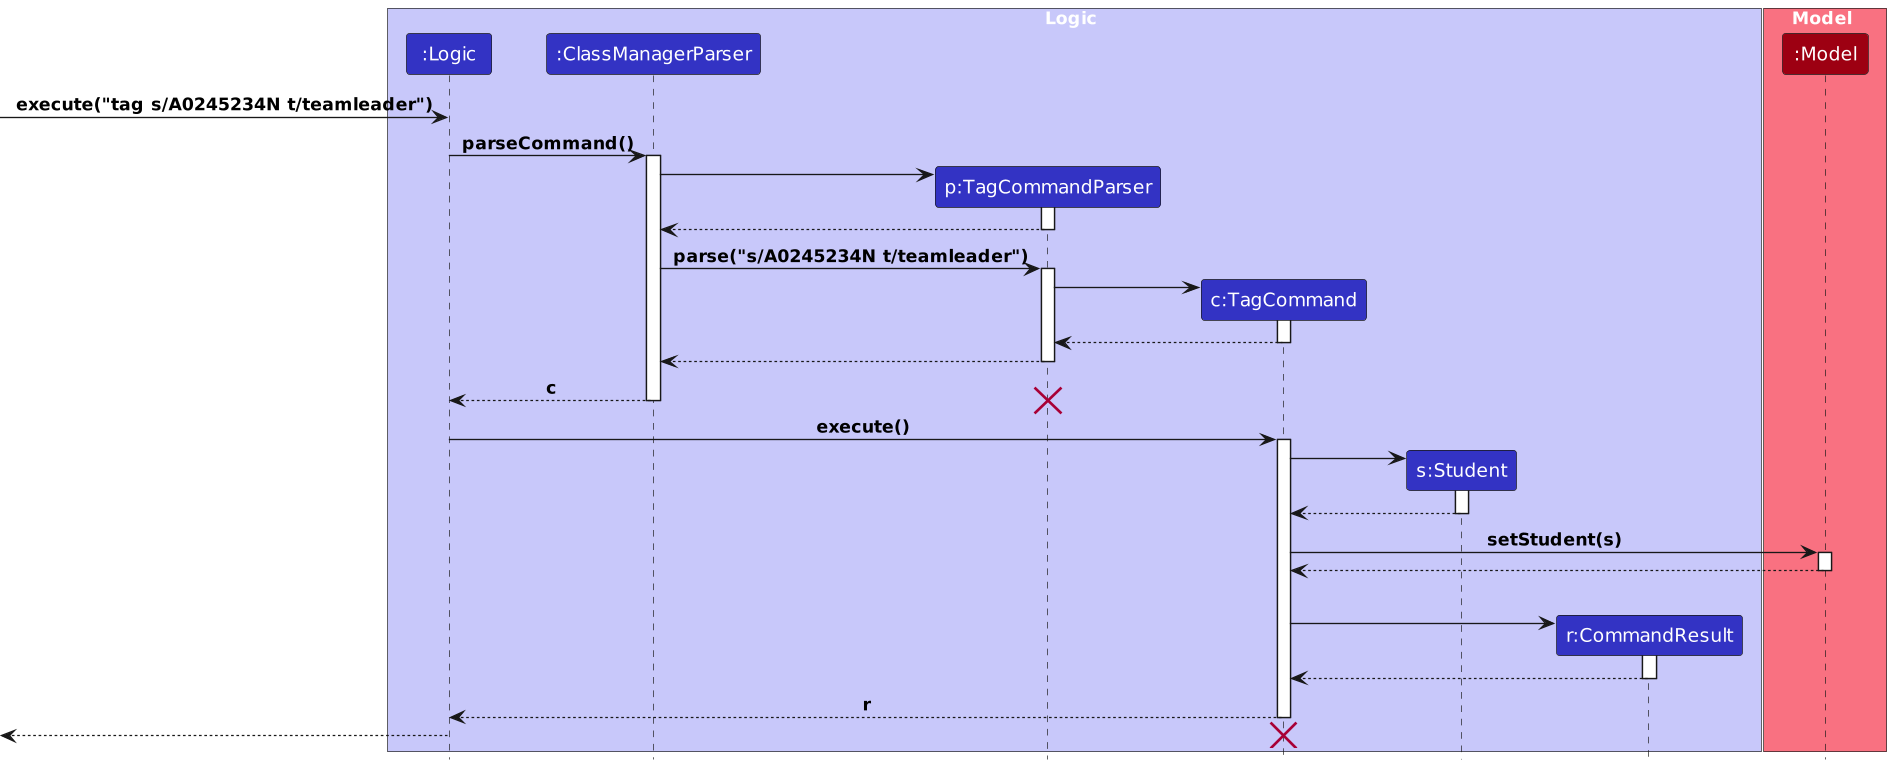 Logic
Model
:Logic
:ClassManagerParser
:Model
execute("tag s/A0245234N t/teamleader")
parseCommand()
p:TagCommandParser
parse("s/A0245234N t/teamleader")
c:TagCommand
c
execute()
s:Student
setStudent(s)
r:CommandResult
r